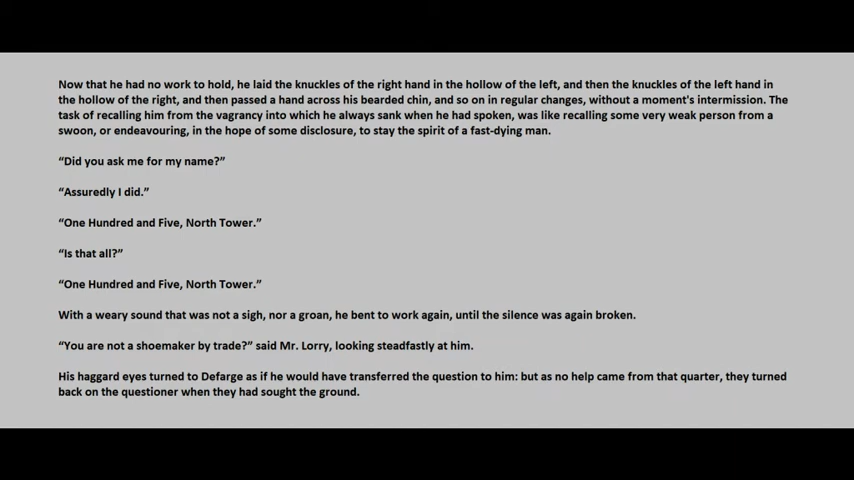 Now that he had no work to hold, he laid the knuckles of the right hand in the hollow of the left, and then the knuckles of the left hand in
the hollow of the right, and then passed a hand across his bearded chin, and so on in regular changes, without a moment's intermission. The
task of recalling him from the vagrancy into which he always sank when he had spoken, was like recalling some very weak person from a
swoon, or endeavouring, in the hope of some disclosure, to stay the spirit of a fast-dying man.
“Did you ask me for my name?”
“Assuredly I did.”
“One Hundred and Five, North Tower.”
“Is that all?”
“One Hundred and Five, North Tower.”
With a weary sound that was not a sigh, nor a groan, he bent to work again, until the silence was again broken.
“You are not a shoemaker by trade?” said Mr. Lorry, looking steadfastly at him.
His haggard eyes turned to Defarge as if he would have transferred the question to him: but as no help came from that quarter, they turned
back on the questioner when they had sought the ground.